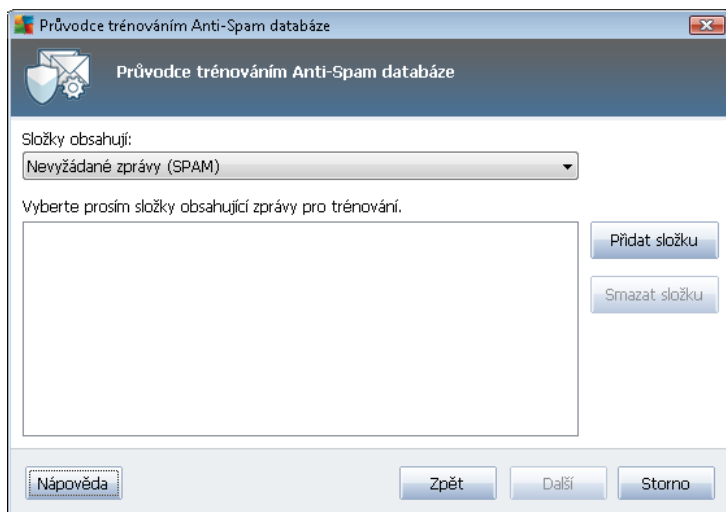 Průvodce trénováním Anti-Spam databáze
Průvodce trénováním Anti-Spam databáze
Složky obsahují:
Nevyžádané zprávy (SPAM)
Vyberte prosím složky obsahující zprávy pro trénování.
Přidat složku
Smazat složku
Nápověda
Zpět
Další
Storno